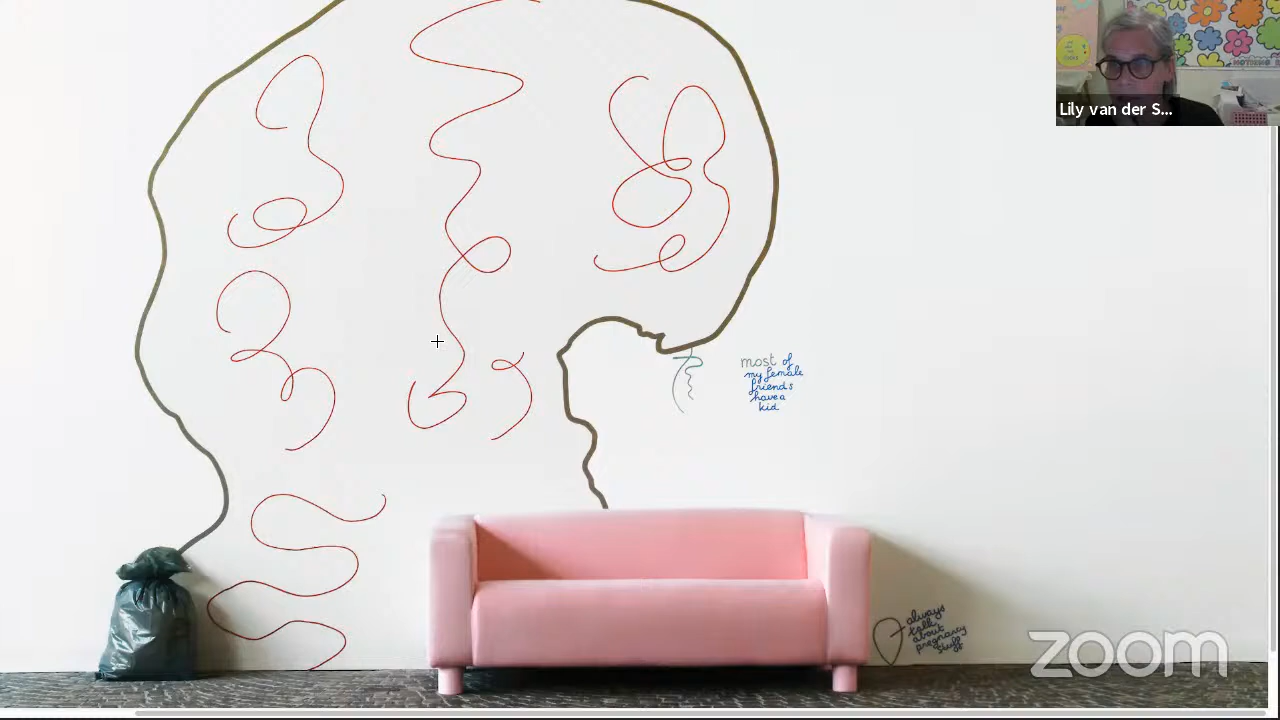 Lily van der S...
most of
my female
friends
have a
kid
always
talk
about
pregnancy
stuff
zoom